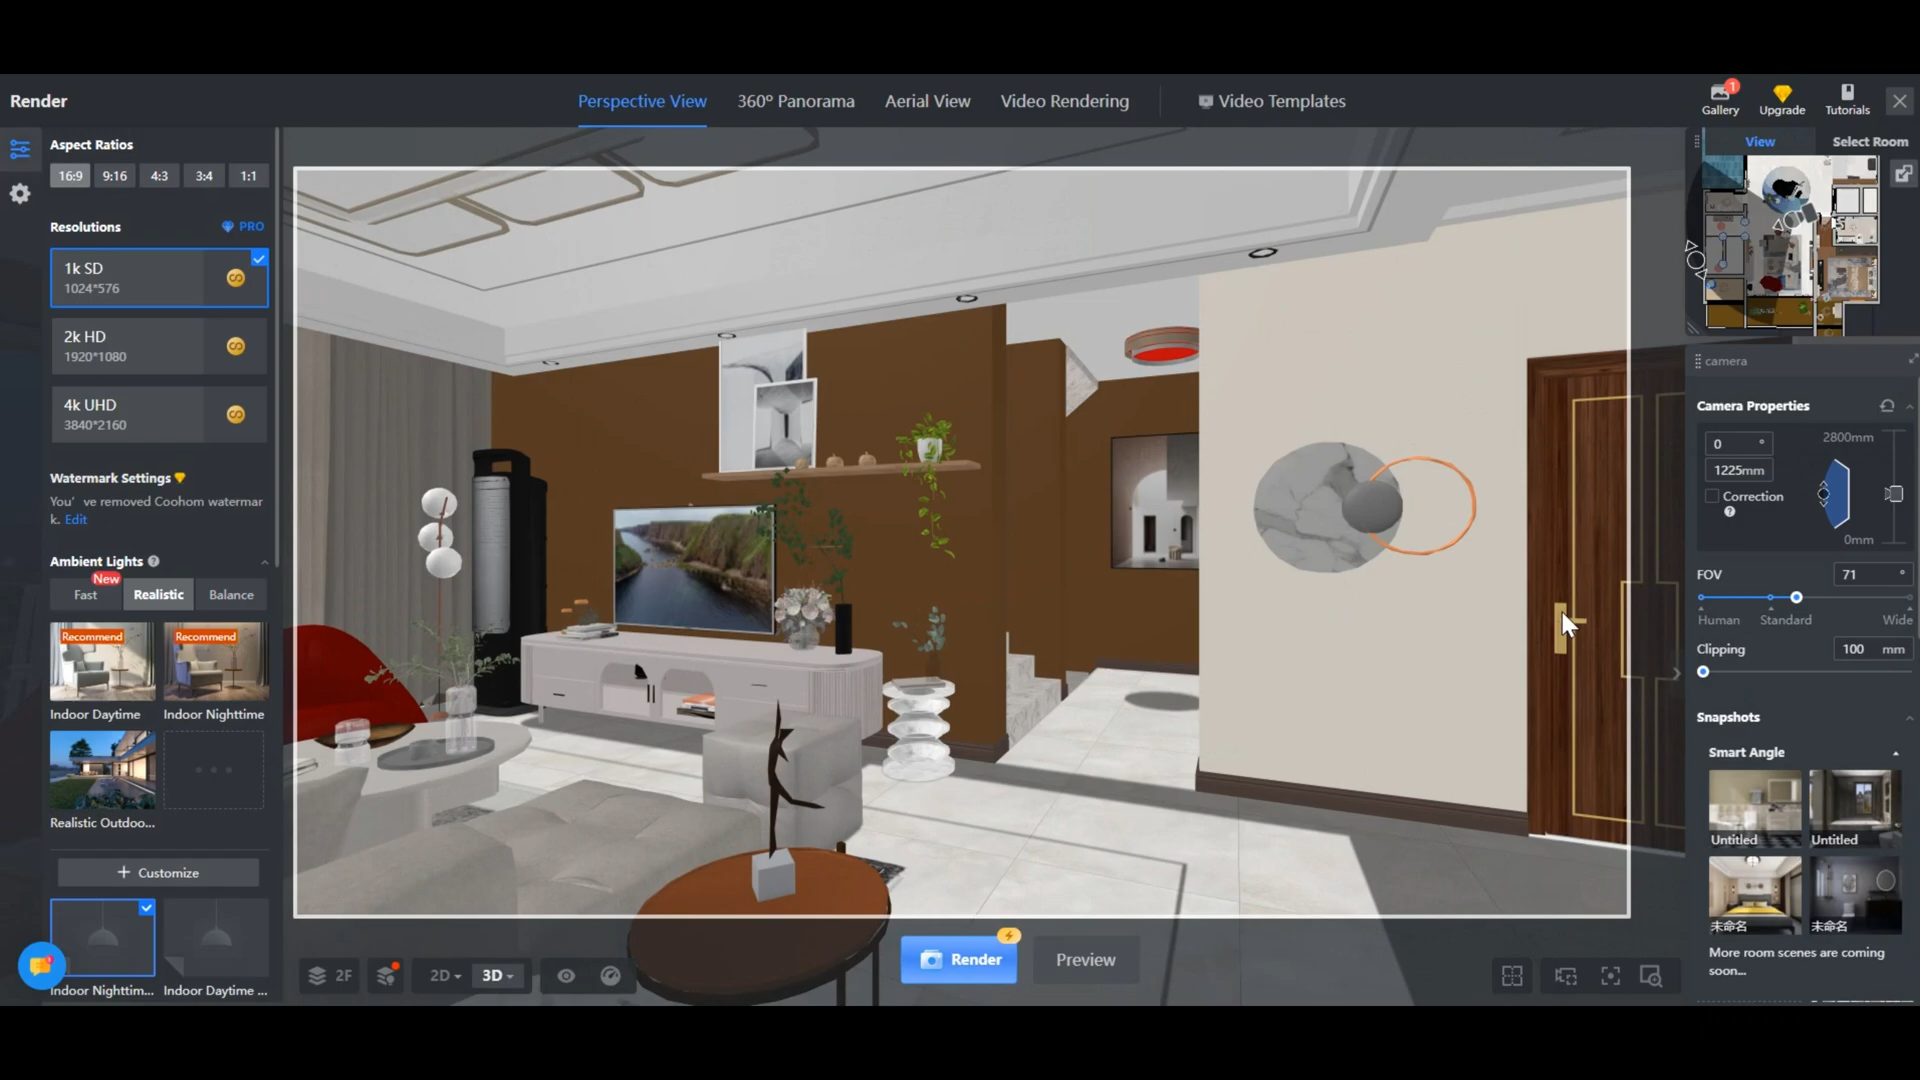 Render
Perspective View
360º Panorama
Aerial View
Video Rendering
Video Templates
1
Gallery
Upgrade
Tutorials
Aspect Ratios
16:9
9:16
4:3
3:4
1:1
Resolutions
PRO
1k SD
1024*576
2k HD
1920*1080
4k UHD
3840*2160
Watermark Settings
You've removed Coohom watermar
k. Edit
Ambient Lights
New
Fast
Realistic
Balance
Recommend
Recommend
Indoor Daytime
Indoor Nighttime
Realistic Outdoo...
+ Customize
Indoor Nighttim...
Indoor Daytime ...
2F
2D
3D
Render
Preview
View
Select Room
camera
Camera Properties
0 °
2800mm
1225mm
Correction
0mm
FOV
71 °
Human
Standard
Wide
Clipping
100 mm
Snapshots
Smart Angle
Untitled
Untitled
未命名
未命名
More room scenes are coming
soon...